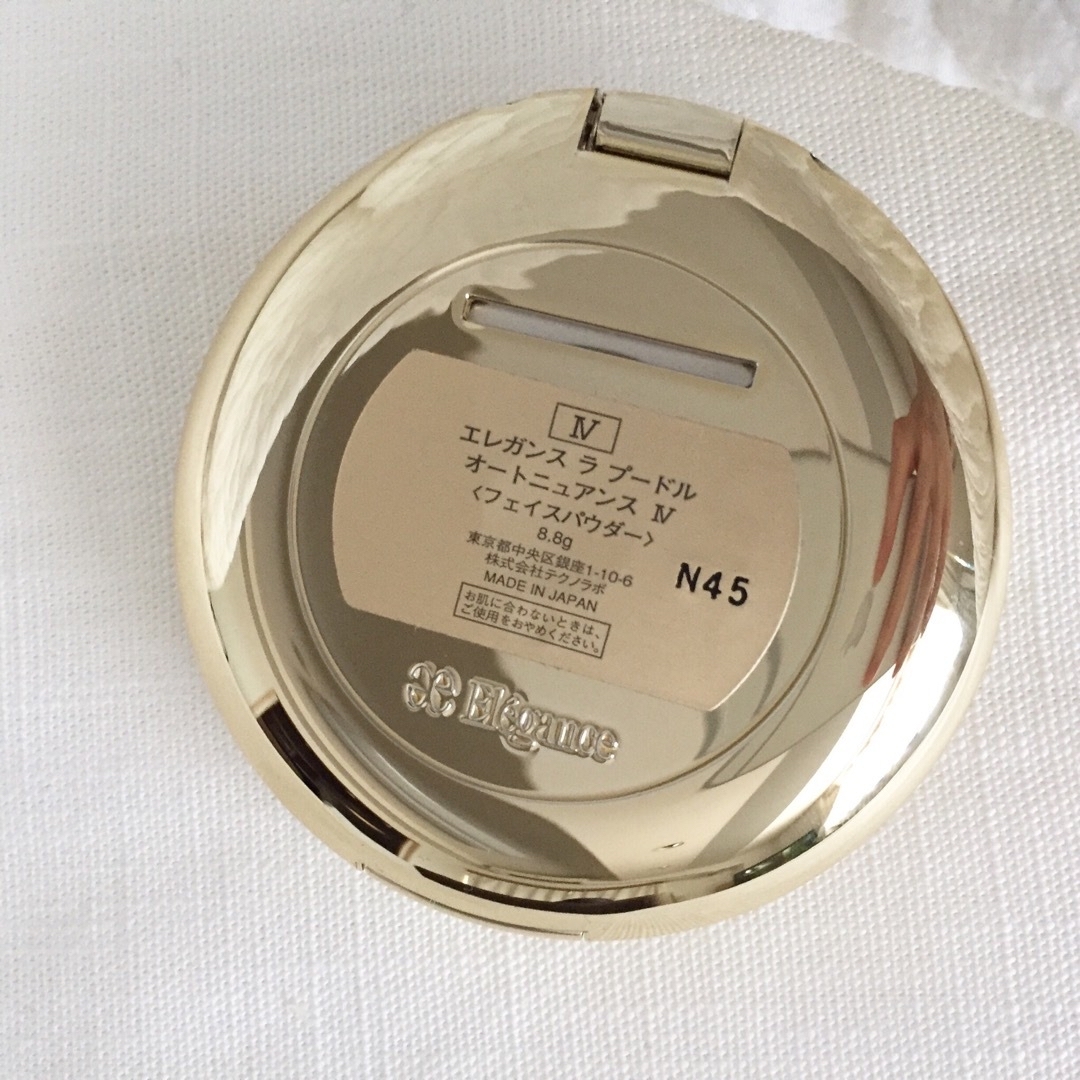 Ⅳ
エレガンス ラ プードル
オートニュアンス Ⅳ
〈フェイスパウダー〉
8.8g
東京都中央区銀座1-10-6
株式会社テクノラボ
MADE IN JAPAN
お肌に合わないときは、
ご使用をおやめください。
N45
Elégance